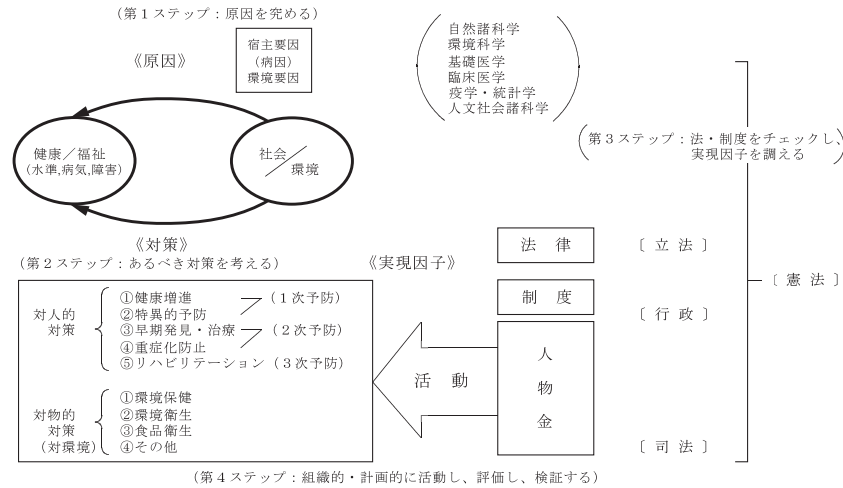 （第１ステップ：原因を究める）
《原因》
宿主要因
（病因）
環境要因
自然諸科学
環境科学
基礎医学
臨床医学
疫学・統計学
人文社会諸科学
健康／福祉
（水準,病気,障害）
社会／環境
（第３ステップ：法・制度をチェックし、
実現因子を調える）
《対策》
（第２ステップ：あるべき対策を考える）
《実現因子》
法　律
〔 立 法 〕
制　度
〔 憲 法 〕
〔 行 政 〕
対人的
対策
①健康増進
②特異的予防
（１次予防）
③早期発見・治療
④重症化防止
（２次予防）
⑤リハビリテーション（３次予防）
活　動
人
物
金
対物的
対策
（対環境）
①環境保健
②環境衛生
③食品衛生
④その他
〔 司 法 〕
（第４ステップ：組織的・計画的に活動し、評価し、検証する）